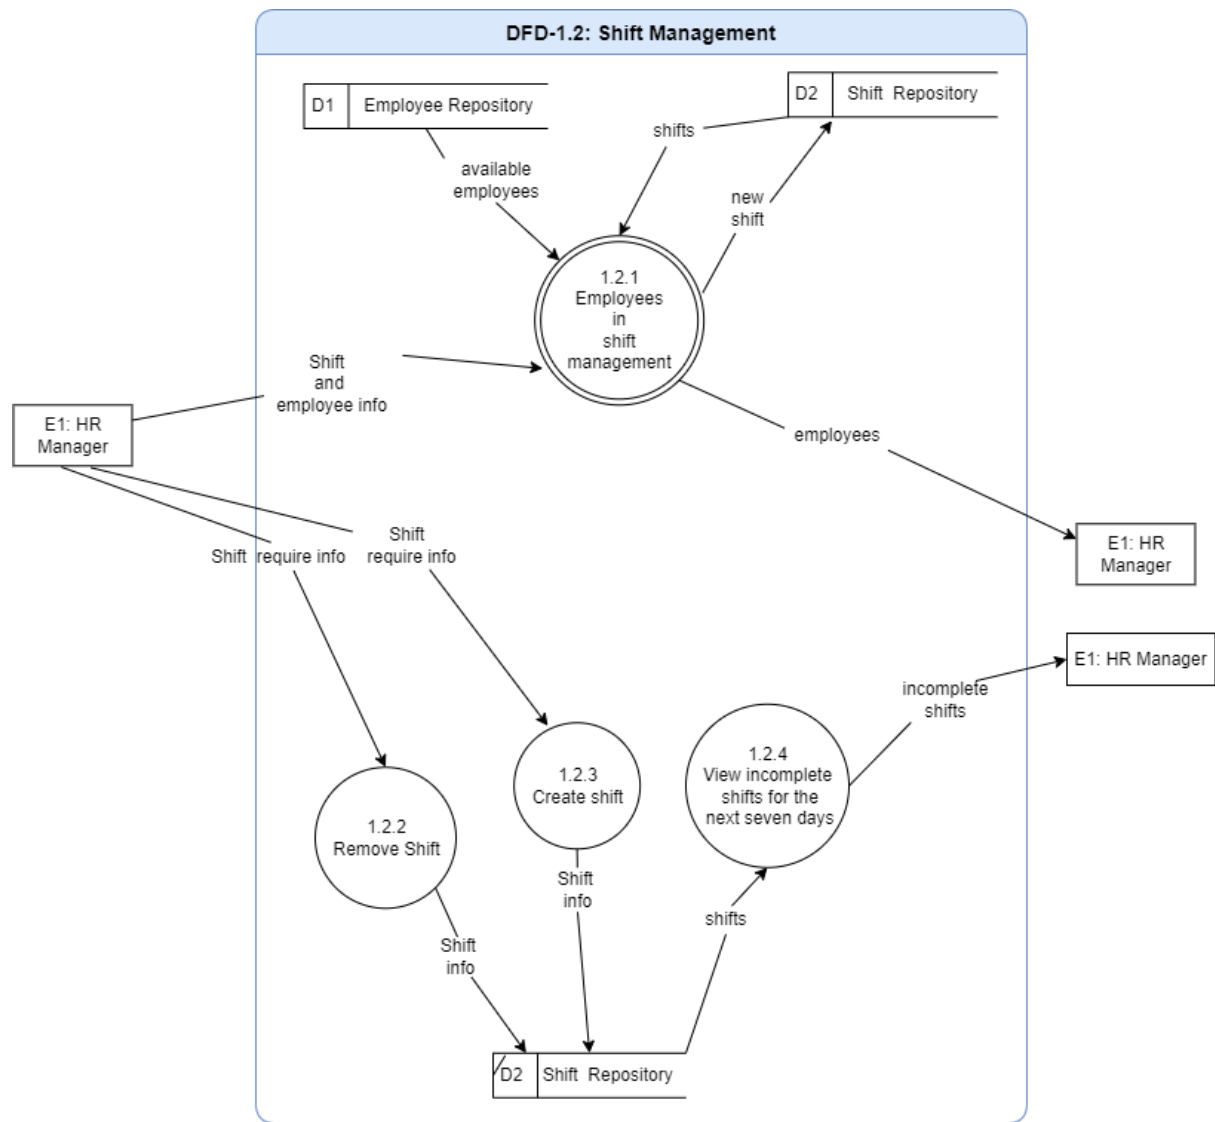 DFD-1.2: Shift Management
D1
Employee Repository
D2
Shift Repository
shifts
available
employees
new
shift
1.2.1
Employees
in
shift
management
Shift
and
employee info
E1: HR
Manager
employees
Shift require info
Shift
require info
E1: HR
Manager
E1: HR Manager
incomplete
shifts
1.2.2
Remove Shift
1.2.3
Create shift
1.2.4
View incomplete
shifts for the
next seven days
Shift
info
Shift
info
shifts
D2
Shift Repository